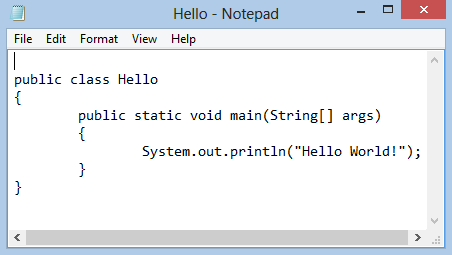 Hello - Notepad
File Edit Format View Help
public class Hello
{
        public static void main(String[] args)
        {
                System.out.println("Hello World!");
        }
}